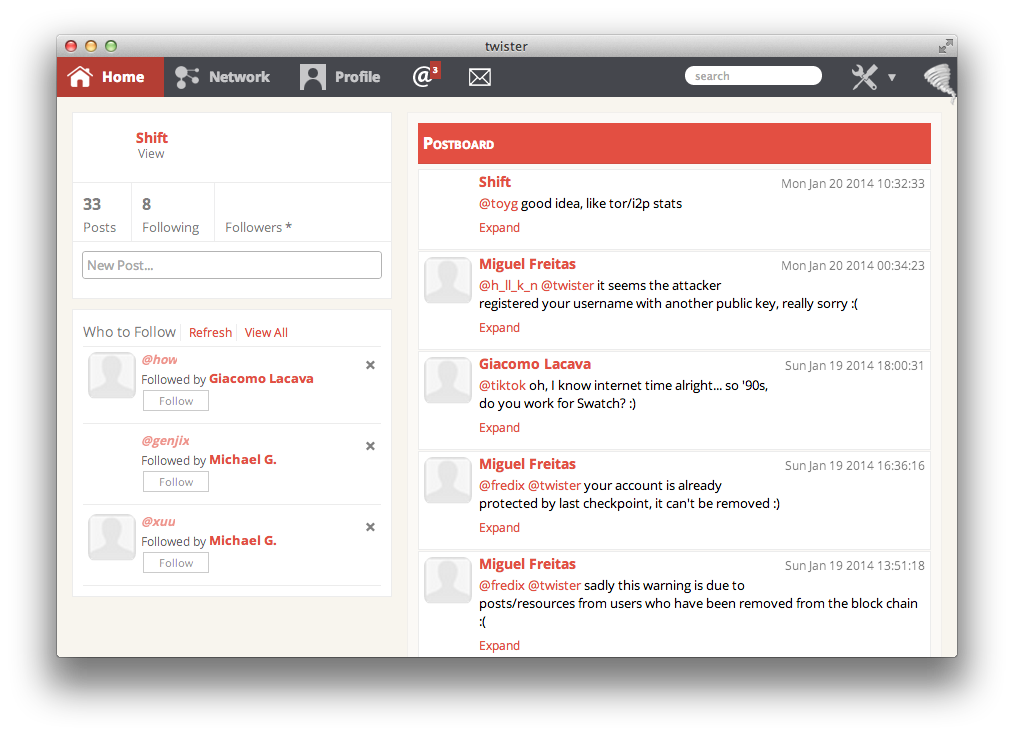 twister
Home Network Profile @ 3 search
Shift
View
33
Posts
8
Following
Followers *
New Post...
Who to Follow Refresh View All
@how
Followed by Giacomo Lacava
Follow
@genjix
Followed by Michael G.
Follow
@xuu
Followed by Michael G.
Follow
POSTBOARD
Shift Mon Jan 20 2014 10:32:33
@toyg good idea, like tor/i2p stats
Expand
Miguel Freitas Mon Jan 20 2014 00:34:23
@h_ll_k_n @twister it seems the attacker
registered your username with another public key, really sorry :(
Expand
Giacomo Lacava Sun Jan 19 2014 18:00:31
@tiktok oh, I know internet time alright... so '90s,
do you work for Swatch? :)
Expand
Miguel Freitas Sun Jan 19 2014 16:36:16
@fredix @twister your account is already
protected by last checkpoint, it can't be removed :)
Expand
Miguel Freitas Sun Jan 19 2014 13:51:18
@fredix @twister sadly this warning is due to
posts/resources from users who have been removed from the block chain
:(
Expand